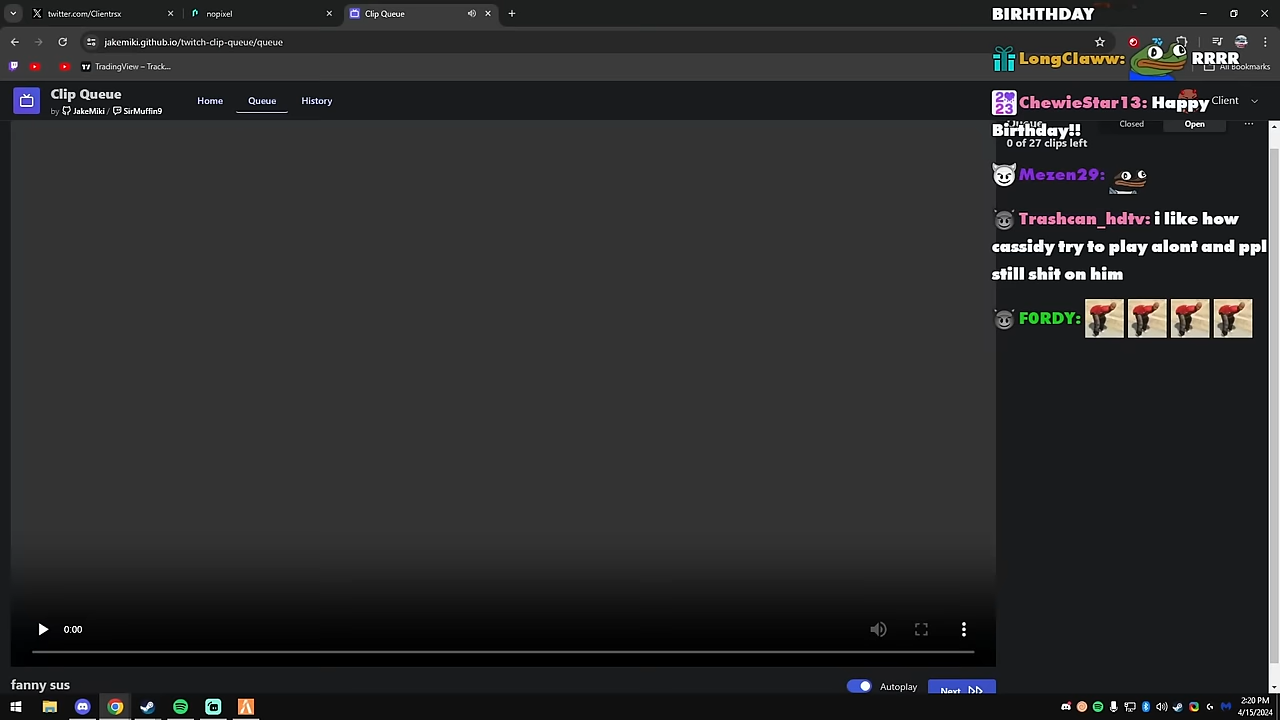 twitter.com/Clientrsx
nopixel
Clip Queue
BIRHTHDAY
jakemiki.github.io/twitch-clip-queue/queue
TradingView – Track...
All Bookmarks
LongClaww: RRRR
Clip Queue
by JakeMiki / SirMuffin9
Home
Queue
History
Client
ChewieStar13: Happy
Birthday!!
Closed
Open
0 of 27 clips left
Mezen29:
Trashcan_hdtv: i like how
cassidy try to play alont and ppl
still shit on him
F0RDY:
0:00
fanny sus
Autoplay
Next
2:20 PM
4/15/2024